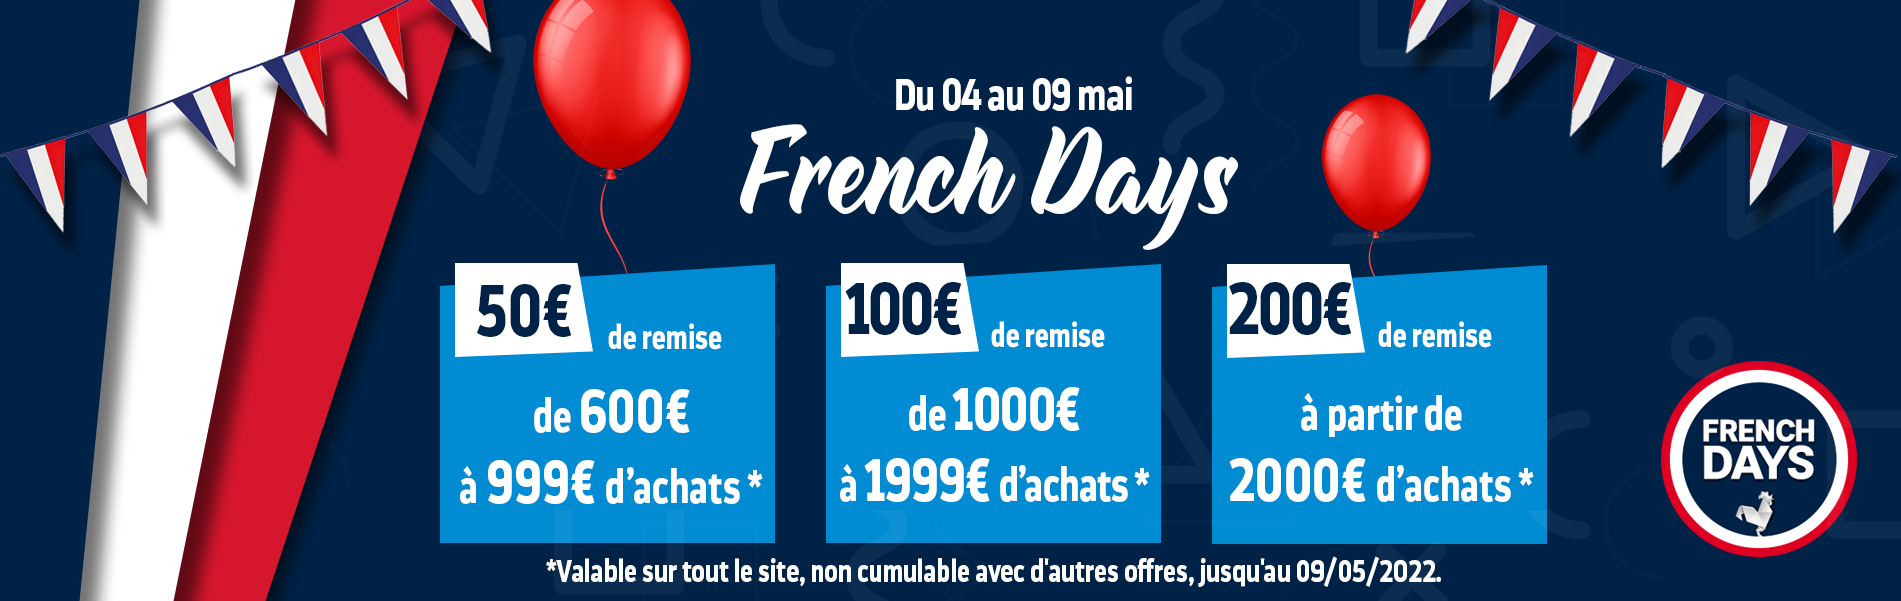 Du 04 au 09 mai
French Days
50€ de remise
de 600€
à 999€ d'achats *
100€ de remise
de 1000€
à 1999€ d'achats *
200€ de remise
à partir de
2000€ d'achats *
FRENCH
DAYS
*Valable sur tout le site, non cumulable avec d'autres offres, jusqu'au 09/05/2022.